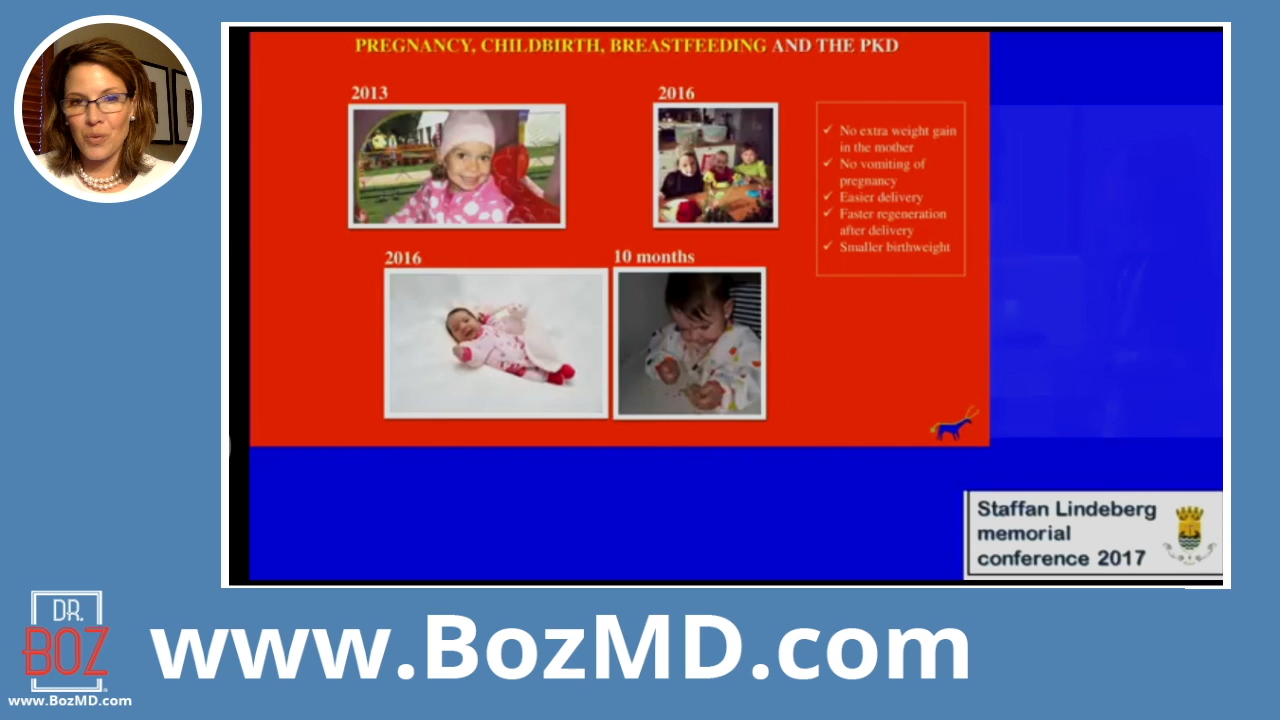 PREGNANCY, CHILDBIRTH, BREASTFEEDING AND THE PKD
2013
2016
✓ No extra weight gain
in the mother
✓ No vomiting of
pregnancy
✓ Easier delivery
✓ Faster regeneration
after delivery
✓ Smaller birthweight
2016
10 months
Staffan Lindeberg
memorial
conference 2017
DR.
BOZ
www.BozMD.com
www.BozMD.com